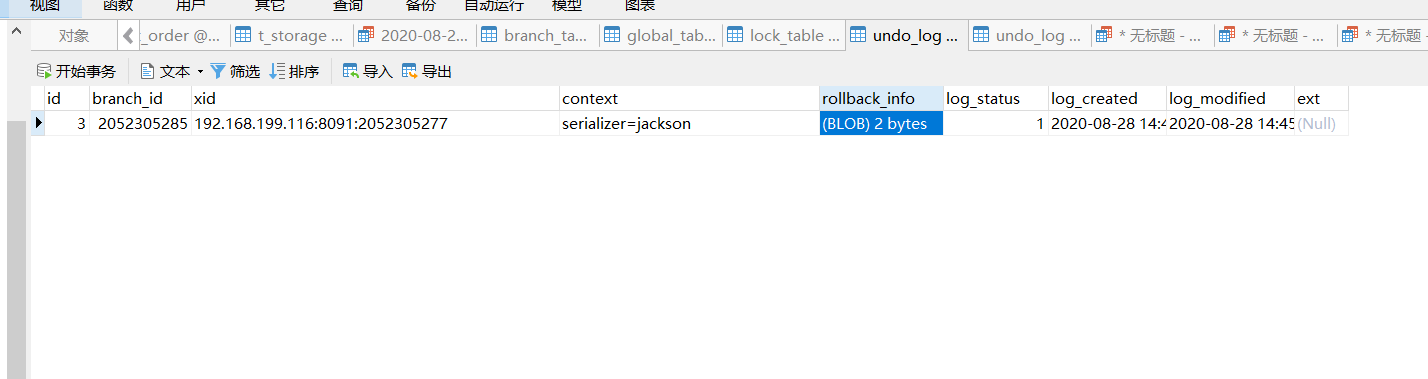 视图 函数 用户 其它 查询 备份 自动运行 模型 图表
对象 _order @... t_storage ... 2020-08-2... branch_ta... global_tab... lock_table ... undo_log ... undo_log ... * 无标题 - ... * 无标题 - ... * 无标题 -
开始事务 文本 筛选 排序 导入 导出
id branch_id xid context rollback_info log_status log_created log_modified ext
3 2052305285 192.168.199.116:8091:2052305277 serializer=jackson (BLOB) 2 bytes 1 2020-08-28 14:4 2020-08-28 14:45 (Null)